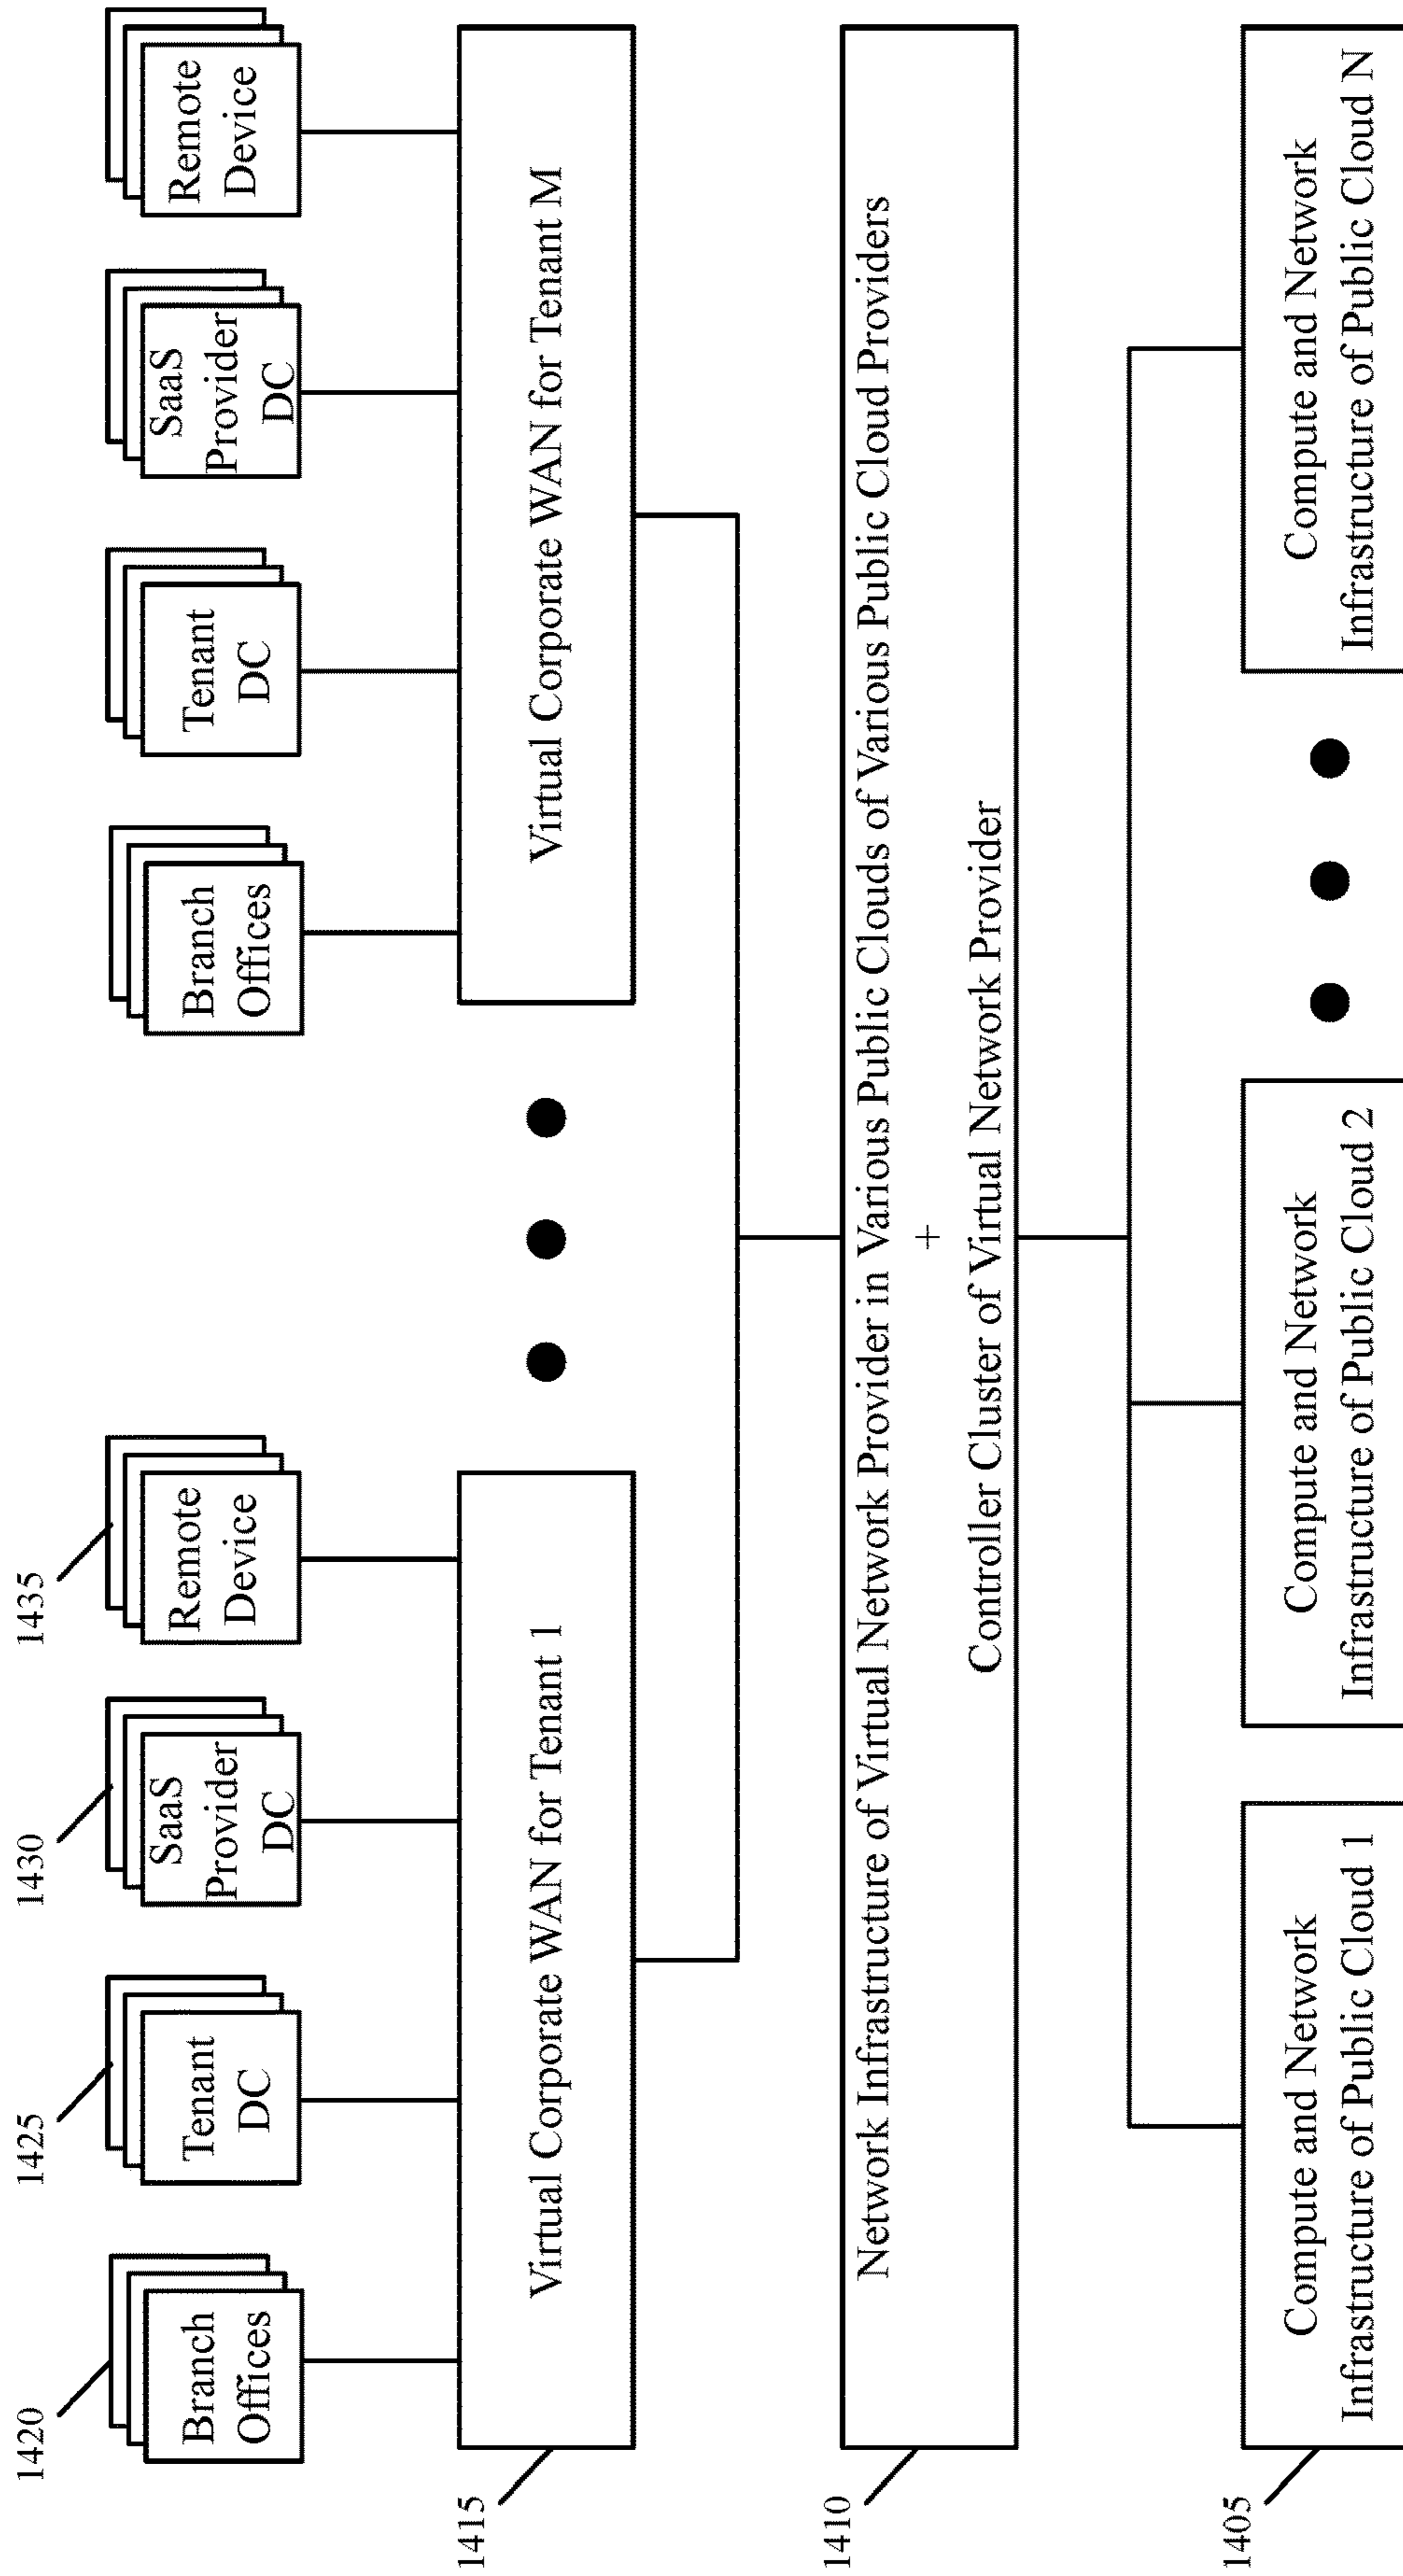 1420
1425
1430
1435
Branch
Offices
Tenant
DC
SaaS
Provider
DC
Remote
Device
Branch
Offices
Tenant
DC
SaaS
Provider
DC
Remote
Device
1415
Virtual Corporate WAN for Tenant 1
Virtual Corporate WAN for Tenant M
1410
Network Infrastructure of Virtual Network Provider in Various Public Clouds of Various Public Cloud Providers
+
Controller Cluster of Virtual Network Provider
1405
Compute and Network
Infrastructure of Public Cloud 1
Compute and Network
Infrastructure of Public Cloud 2
Compute and Network
Infrastructure of Public Cloud N